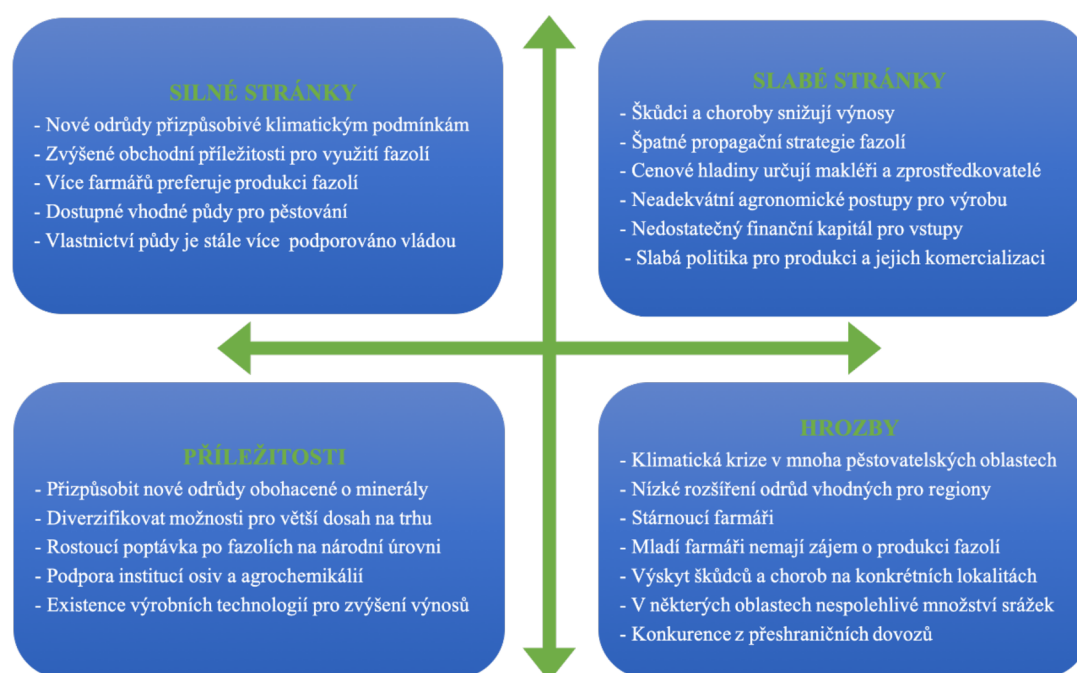 SILNÉ STRÁNKY
- Nové odrůdy přizpůsobivé klimatickým podmínkám
- Zvýšené obchodní příležitosti pro využití fazolí
- Více farmářů preferuje produkci fazolí
- Dostupné vhodné půdy pro pěstování
- Vlastnictví půdy je stále více podporováno vládou
SLABÉ STRÁNKY
- Škůdci a choroby snižují výnosy
- Špatné propagační strategie fazolí
- Cenové hladiny určují makléři a zprostředkovatelé
- Neadekvátní agronomické postupy pro výrobu
- Nedostatečný finanční kapitál pro vstupy
- Slabá politika pro produkci a jejich komercializaci
PŘÍLEŽITOSTI
- Přizpůsobit nové odrůdy obohacené o minerály
- Diverzifikovat možnosti pro větší dosah na trhu
- Rostoucí poptávka po fazolích na národní úrovni
- Podpora institucí osiv a agrochemikálií
- Existence výrobních technologií pro zvýšení výnosů
HROZBY
- Klimatická krize v mnoha pěstovatelských oblastech
- Nízké rozšíření odrůd vhodných pro regiony
- Stárnoucí farmáři
- Mladí farmáři nemají zájem o produkci fazolí
- Výskyt škůdců a chorob na konkrétních lokalitách
- V některých oblastech nespolehlivé množství srážek
- Konkurence z přeshraničních dovozů